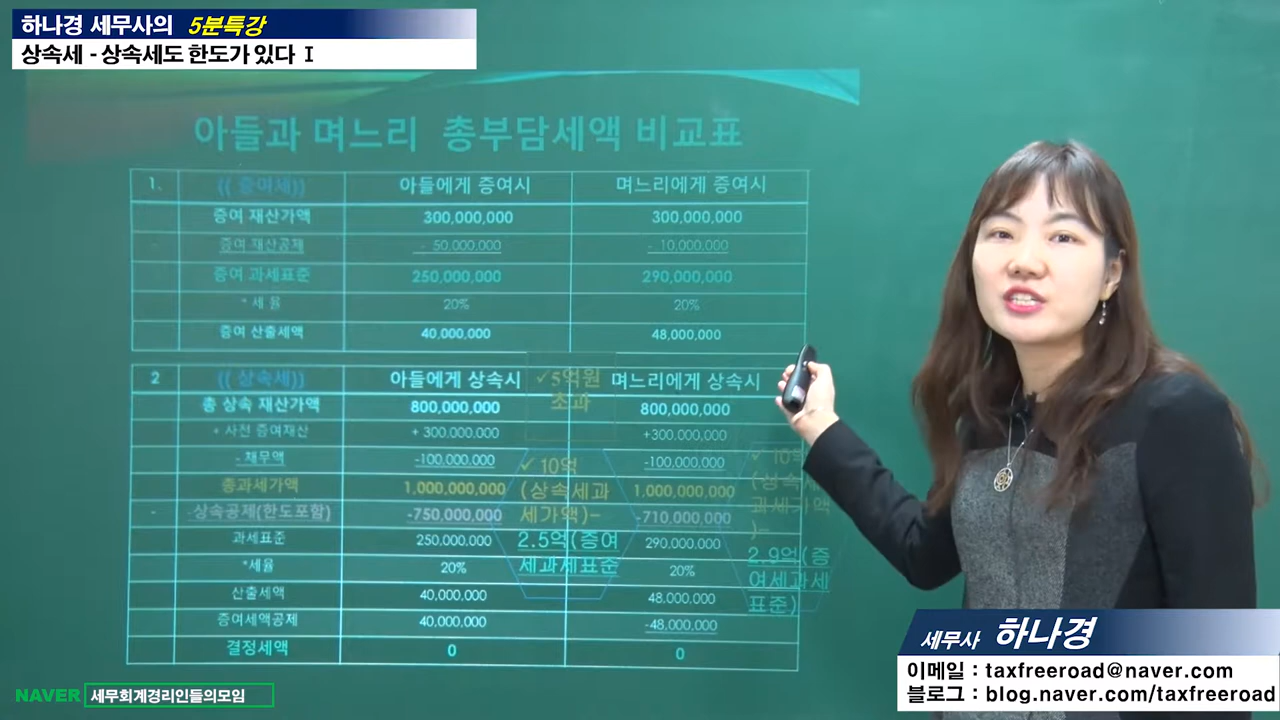 하나경 세무사의 5분특강
상속세 - 상속세도 한도가 있다 I
아들과 며느리 총부담세액 비교표
1. (( 증여세)) 아들에게 증여시 며느리에게 증여시
증여 재산가액 300,000,000 300,000,000
- 증여 재산공제 - 50,000,000 - 10,000,000
증여 과세표준 250,000,000 290,000,000
* 세 율 20% 20%
증여 산출세액 40,000,000 48,000,000
2 (( 상속세)) 아들에게 상속시 며느리에게 상속시
총 상속 재산가액 800,000,000 800,000,000
+ 사전 증여재산 + 300,000,000 +300,000,000
- 채무액 -100,000,000 -100,000,000
총과세가액 1,000,000,000 1,000,000,000
- -상속공제(한도포함) -750,000,000 -710,000,000
과세표준 250,000,000 290,000,000
*세율 20% 20%
산출세액 40,000,000 48,000,000
증여세액공제 40,000,000 -48,000,000
결정세액 0 0
✓5억원
초과
✓ 10억
(상속세과
세가액)-
2.5억(증여
세과세표준
✓ 10억
(상속세
과세가액
)-
2.9억(증
여세과세
표준)
세무사 하나경
이메일 : taxfreeroad@naver.com
블로그 : blog.naver.com/taxfreeroad
NAVER 세무회계경리인들의모임